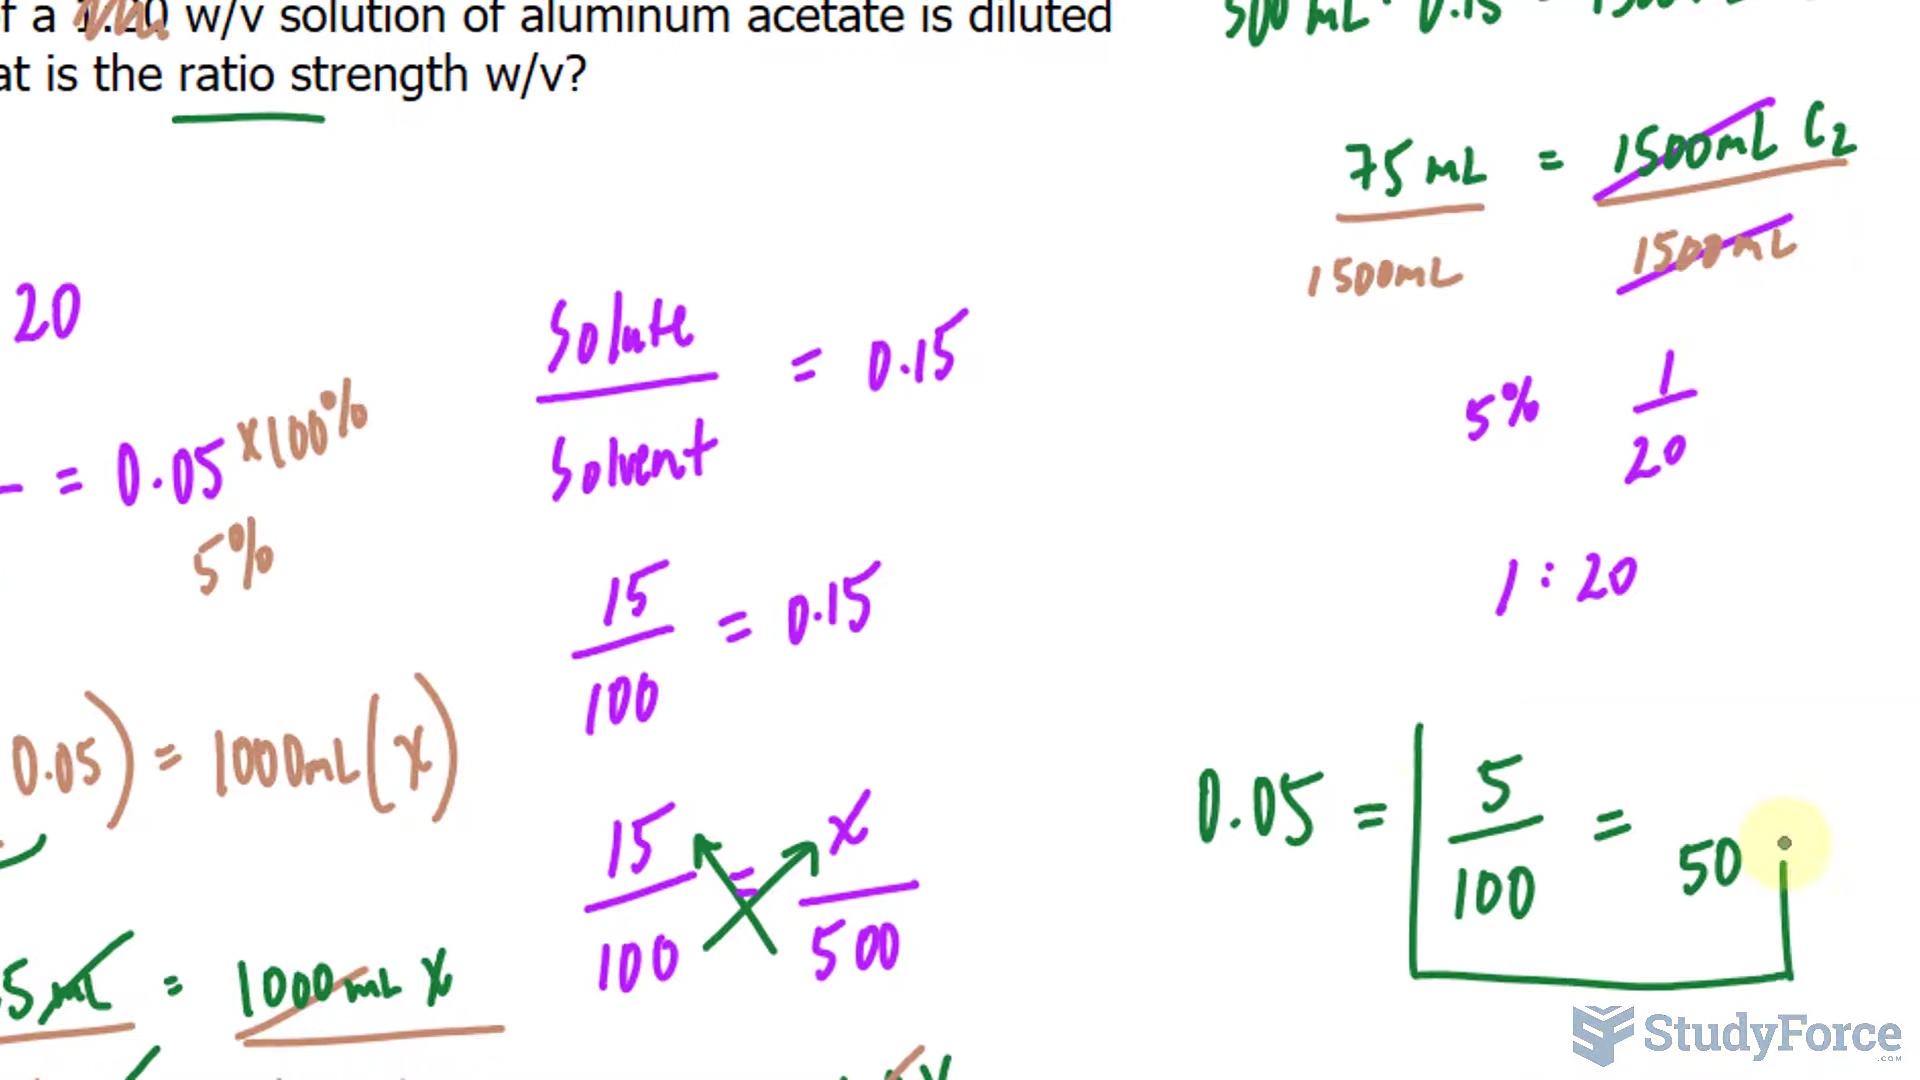 f a 1:20 w/v solution of aluminum acetate is diluted
at is the ratio strength w/v?
500 mL · 0.15 =
75 mL = 1500mL C2
1500mL 1500mL
20
Solute = 0.15
Solvent
5% 1
20
= 0.05 x100%
5%
15 = 0.15
100
1 : 20
0.05) = 1000mL(x)
15 = x
100 500
0.05 = 5 = 50
100
5mL = 1000mL x
StudyForce
.COM